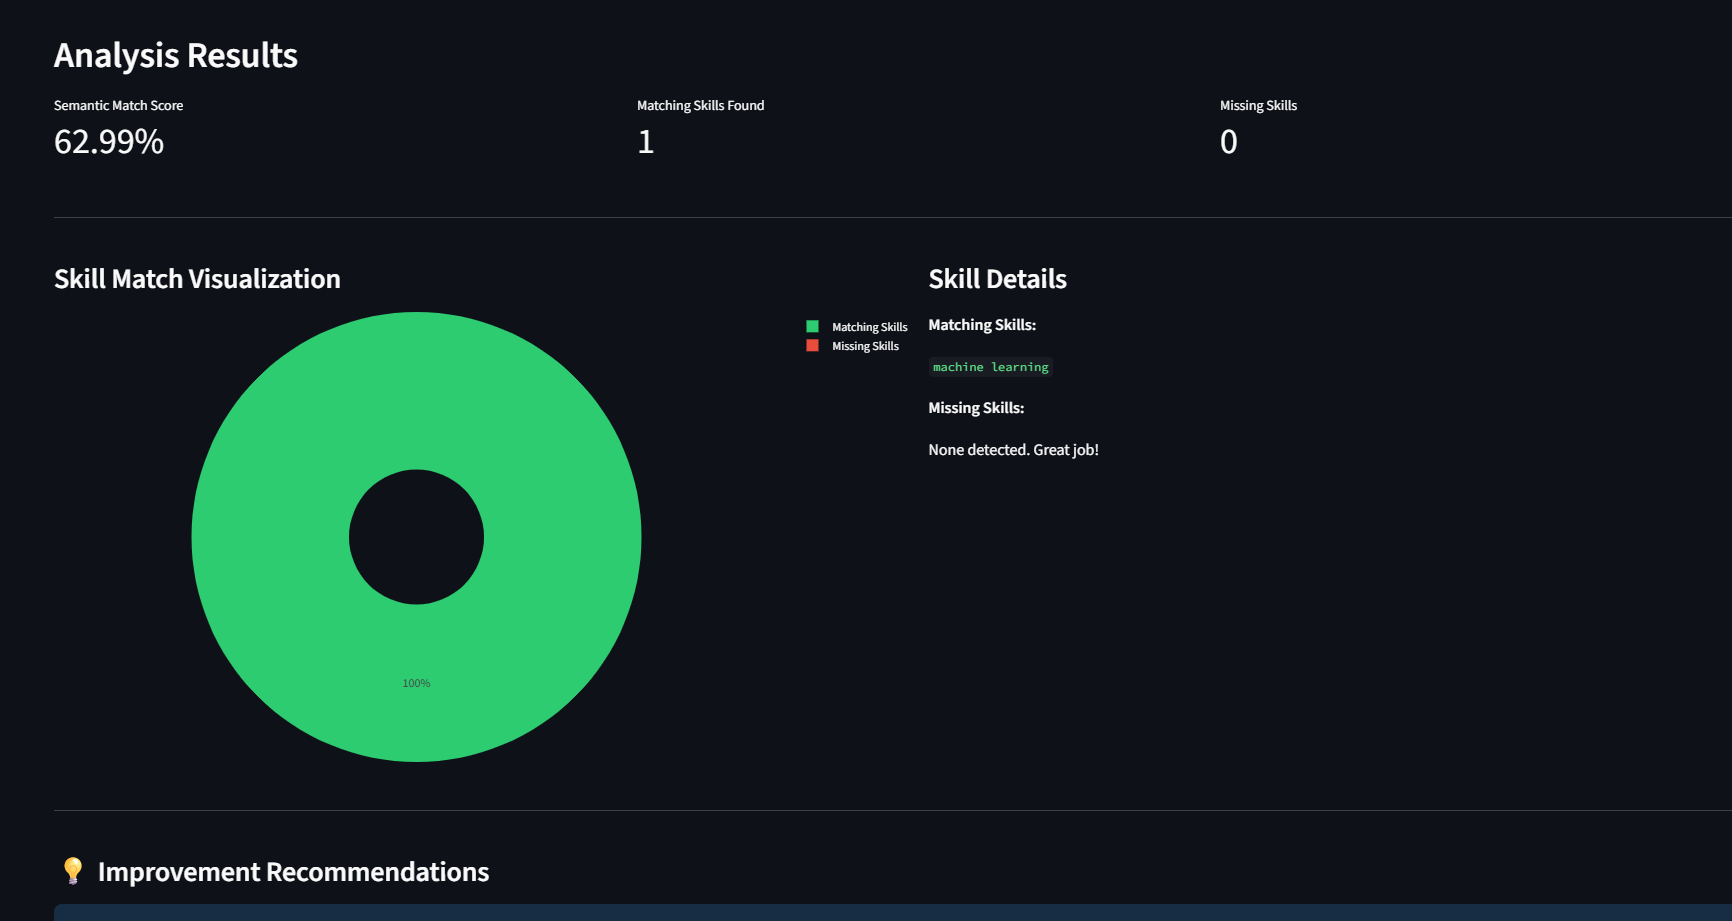 Analysis Results
Semantic Match Score
62.99%
Matching Skills Found
1
Missing Skills
0
Skill Match Visualization
Matching Skills
Missing Skills
100%
Skill Details
Matching Skills:
machine learning
Missing Skills:
None detected. Great job!
Improvement Recommendations